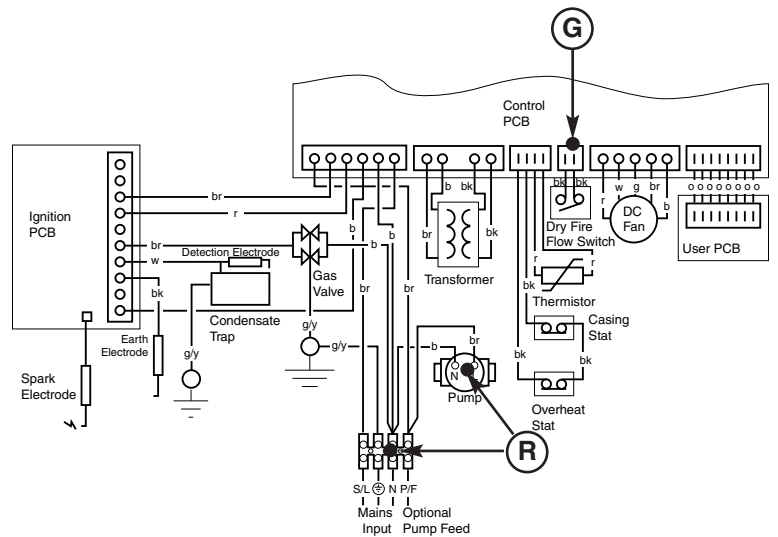 G
Control
PCB
b
bk
bk
bk
Ignition
PCB
br
r
r
w
g
br
b
DC
Fan
Dry Fire
Flow Switch
User PCB
br
w
Detection Electrode
bk
Gas
Valve
b
b
b
br
bk
Transformer
r
r
Thermistor
br
br
bk
Condensate
Trap
Casing
Stat
Earth
Electrode
g/y
g/y
g/y
b
br
N
Pump
bk
bk
Spark
Electrode
Overheat
Stat
R
S/L
N
P/F
Mains
Input
Optional
Pump Feed